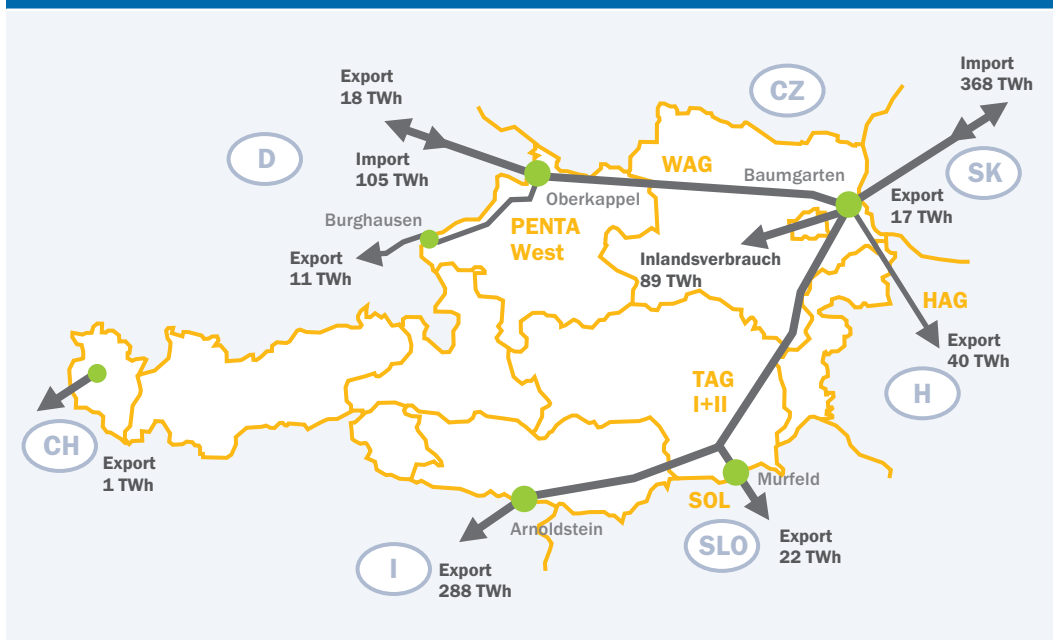 Export
18 TWh
CZ
Import
368 TWh
D
Import
105 TWh
WAG
Baumgarten
SK
Oberkappel
Export
17 TWh
Burghausen
PENTA
West
Export
11 TWh
Inlandsverbrauch
89 TWh
HAG
Export
40 TWh
TAG
I+II
H
CH
Export
1 TWh
Murfeld
SOL
Arnoldstein
SLO
Export
22 TWh
I
Export
288 TWh